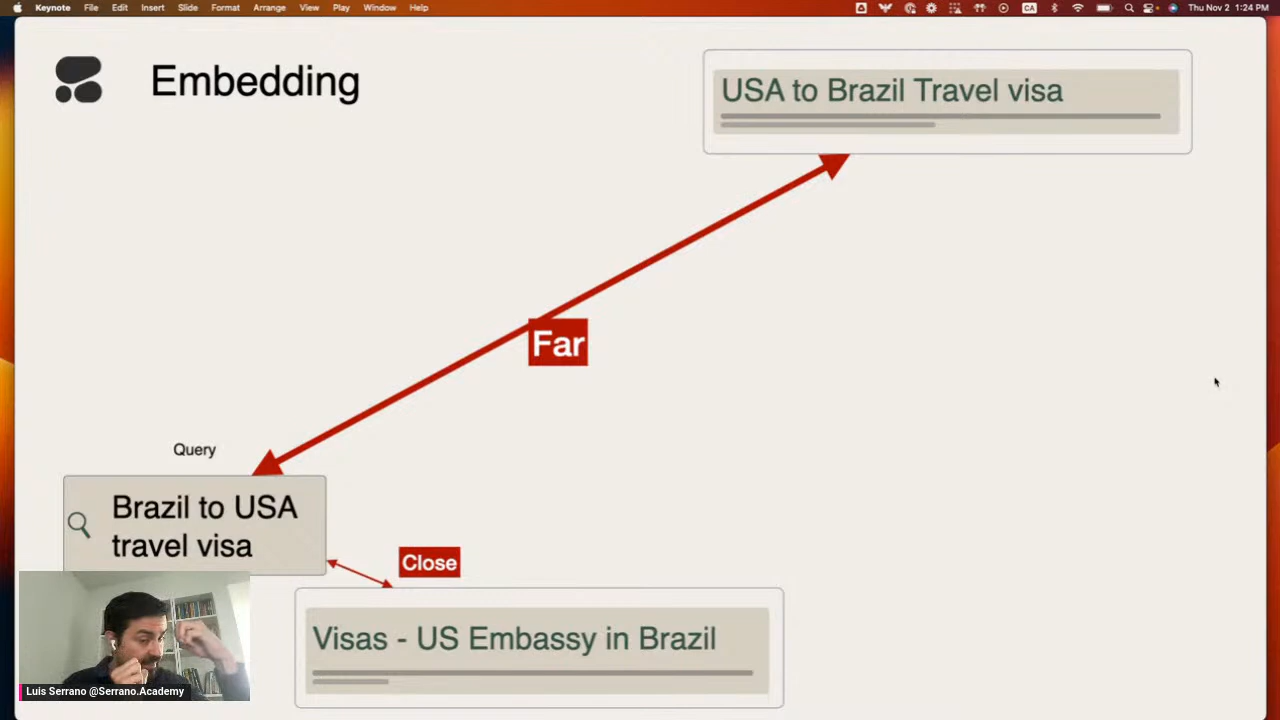 Keynote File Edit Insert Slide Format Arrange View Play Window Help CA Thu Nov 2 1:24 PM
Embedding
USA to Brazil Travel visa
Far
Query
Brazil to USA
travel visa
Close
Visas - US Embassy in Brazil
Luis Serrano @Serrano.Academy